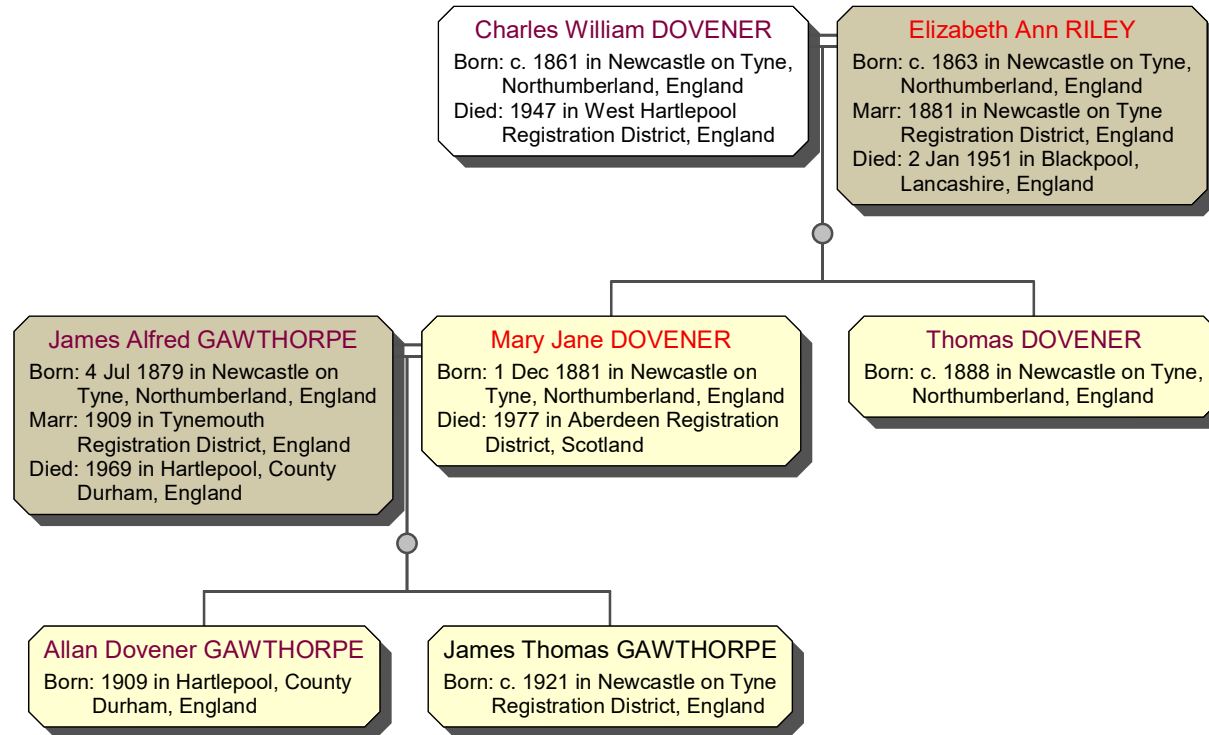 Charles William DOVENER
Born: c. 1861 in Newcastle on Tyne,
Northumberland, England
Died: 1947 in West Hartlepool
Registration District, England
Elizabeth Ann RILEY
Born: c. 1863 in Newcastle on Tyne,
Northumberland, England
Marr: 1881 in Newcastle on Tyne
Registration District, England
Died: 2 Jan 1951 in Blackpool,
Lancashire, England
James Alfred GAWTHORPE
Born: 4 Jul 1879 in Newcastle on
Tyne, Northumberland, England
Marr: 1909 in Tynemouth
Registration District, England
Died: 1969 in Hartlepool, County
Durham, England
Mary Jane DOVENER
Born: 1 Dec 1881 in Newcastle on
Tyne, Northumberland, England
Died: 1977 in Aberdeen Registration
District, Scotland
Thomas DOVENER
Born: c. 1888 in Newcastle on Tyne,
Northumberland, England
Allan Dovener GAWTHORPE
Born: 1909 in Hartlepool, County
Durham, England
James Thomas GAWTHORPE
Born: c. 1921 in Newcastle on Tyne
Registration District, England